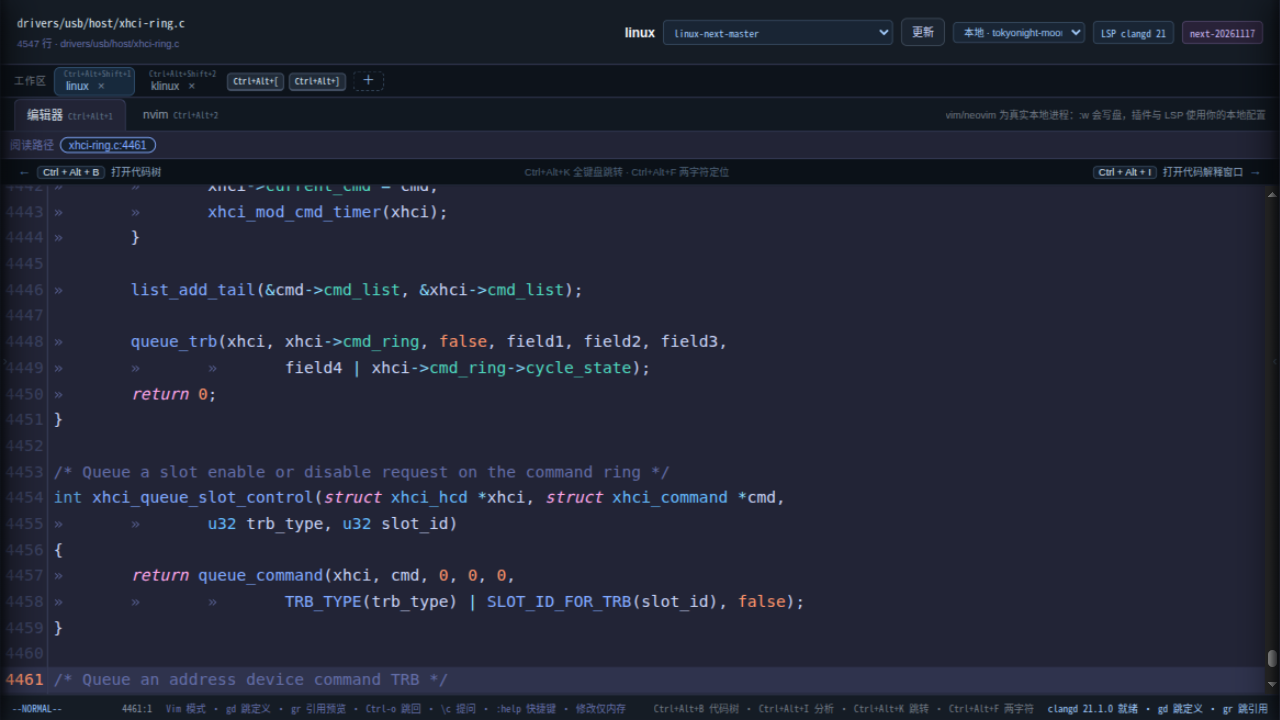 drivers/usb/host/xhci-ring.c
4547 行 · drivers/usb/host/xhci-ring.c
linux linux-next-master 更新 本地 · tokyonight-moon LSP clangd 21 next-20261117
工作区 Ctrl+Alt+Shift+1 linux × Ctrl+Alt+Shift+2 klinux × Ctrl+Alt+[ Ctrl+Alt+] +
编辑器 Ctrl+Alt+1 nvim Ctrl+Alt+2 vim/neovim 为真实本地进程：:w 会写盘，插件与 LSP 使用你的本地配置
阅读路径 xhci-ring.c:4461
← Ctrl + Alt + B 打开代码树 Ctrl+Alt+K 全键盘跳转 · Ctrl+Alt+F 两字符定位 Ctrl + Alt + I 打开代码解释窗口 →
4442 » » xhci->current_cmd = cmd;
4443 » » xhci_mod_cmd_timer(xhci);
4444 » }
4445
4446 » list_add_tail(&cmd->cmd_list, &xhci->cmd_list);
4447
4448 » queue_trb(xhci, xhci->cmd_ring, false, field1, field2, field3,
4449 » » » field4 | xhci->cmd_ring->cycle_state);
4450 » return 0;
4451 }
4452
4453 /* Queue a slot enable or disable request on the command ring */
4454 int xhci_queue_slot_control(struct xhci_hcd *xhci, struct xhci_command *cmd,
4455 » » u32 trb_type, u32 slot_id)
4456 {
4457 » return queue_command(xhci, cmd, 0, 0, 0,
4458 » » » TRB_TYPE(trb_type) | SLOT_ID_FOR_TRB(slot_id), false);
4459 }
4460
4461 /* Queue an address device command TRB */
--NORMAL-- 4461:1 Vim 模式 · gd 跳定义 · gr 引用预览 · Ctrl-o 跳回 · \c 提问 · :help 快捷键 · 修改仅内存 Ctrl+Alt+B 代码树 · Ctrl+Alt+I 分析 · Ctrl+Alt+K 跳转 · Ctrl+Alt+F 两字符 clangd 21.1.0 就绪 · gd 跳定义 · gr 跳引用